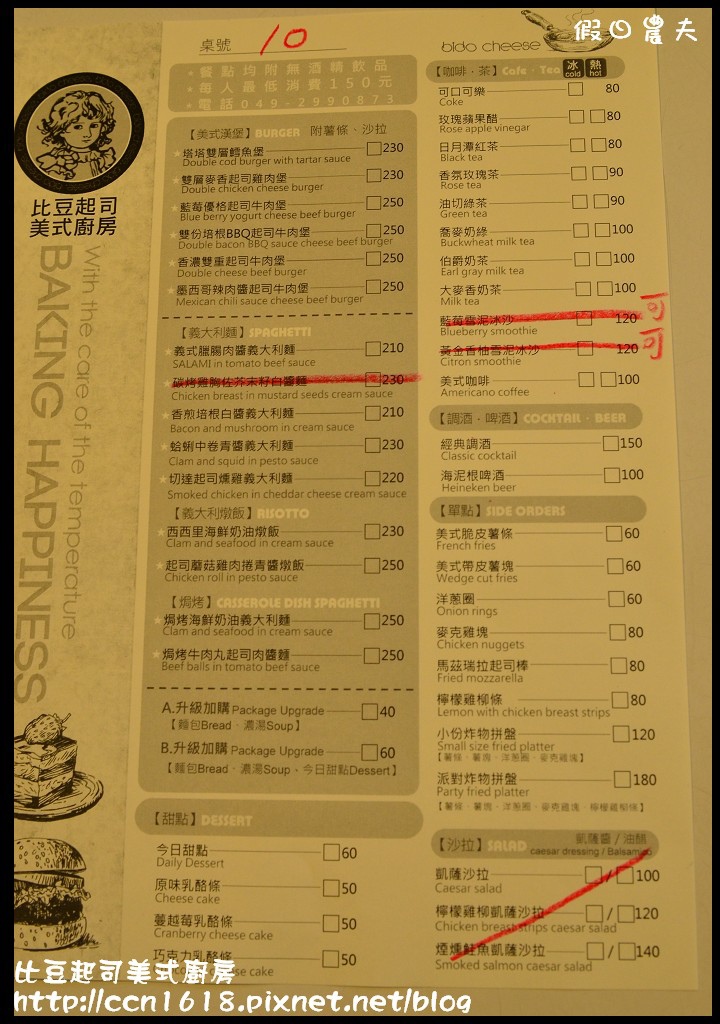 假日農夫
桌號 10
★餐點均附無酒精飲品
★每人最低消費150元
★電話049-2990873
比豆起司
美式廚房
With the care of the temperature
BAKING HAPPINESS
【美式漢堡】BURGER 附薯條、沙拉
★塔塔雙層鱈魚堡 230
Double cod burger with tartar sauce
★雙層麥香起司雞肉堡 230
Double chicken cheese burger
★藍莓優格起司牛肉堡 250
Blue berry yogurt cheese beef burger
★雙份培根BBQ起司牛肉堡 250
Double bacon BBQ sauce cheese beef burger
★香濃雙重起司牛肉堡 250
Double cheese beef burger
★墨西哥辣肉醬起司牛肉堡 250
Mexican chili sauce cheese beef burger
【義大利麵】SPAGHETTI
★義式臘腸肉醬義大利麵 210
SALAMI in tomato beef sauce
★碳烤雞胸佐芥末籽白醬麵 230
Chicken breast in mustard seeds cream sauce
★香煎培根白醬義大利麵 210
Bacon and mushroom in cream sauce
★蛤蜊中卷青醬義大利麵 230
Clam and squid in pesto sauce
★切達起司燻雞義大利麵 220
Smoked chicken in cheddar cheese cream sauce
【義大利燉飯】RISOTTO
★西西里海鮮奶油燉飯 230
Clam and seafood in cream sauce
★起司蘑菇雞肉捲青醬燉飯 250
Chicken roll in pesto sauce
【焗烤】CASSEROLE DISH SPAGHETTI
★焗烤海鮮奶油義大利麵 250
Clam and seafood in cream sauce
★焗烤牛肉丸起司肉醬麵 250
Beef balls in tomato beef sauce
A.升級加購 Package Upgrade 40
【麵包Bread、濃湯Soup】
B.升級加購 Package Upgrade 60
【麵包Bread、濃湯Soup、今日甜點Dessert】
【甜點】DESSERT
今日甜點 60
Daily Dessert
原味乳酪條 50
Cheese cake
蔓越莓乳酪條 50
Cranberry cheese cake
巧克力乳酪條 50
cheese cake
bido cheese
【咖啡・茶】Cafe・Tea 冰 cold 熱 hot
可口可樂 80
Coke
玫瑰蘋果醋 80
Rose apple vinegar
日月潭紅茶 80
Black tea
香氛玫瑰茶 90
Rose tea
油切綠茶 90
Green tea
蕎麥奶綠 100
Buckwheat milk tea
伯爵奶茶 100
Earl gray milk tea
大麥香奶茶 100
Milk tea
藍莓雪泥冰沙 120 可
Blueberry smoothie
黃金香柚雪泥冰沙 120 可
Citron smoothie
美式咖啡 100
Americano coffee
【調酒・啤酒】COCKTAIL・BEER
經典調酒 150
Classic cocktail
海泥根啤酒 100
Heineken beer
【單點】SIDE ORDERS
美式脆皮薯條 60
French fries
美式帶皮薯塊 60
Wedge cut fries
洋蔥圈 60
Onion rings
麥克雞塊 80
Chicken nuggets
馬茲瑞拉起司棒 80
Fried mozzarella
檸檬雞柳條 80
Lemon with chicken breast strips
小份炸物拼盤 120
Small size fried platter
【薯條、薯塊、洋蔥圈、麥克雞塊】
派對炸物拼盤 180
Party fried platter
【薯條、薯塊、洋蔥圈、麥克雞塊、檸檬雞柳條】
【沙拉】SALAD 凱薩醬 / 油醋
caesar dressing / Balsamico
凱薩沙拉 / 100
Caesar salad
檸檬雞柳凱薩沙拉 / 120
Chicken breast strips caesar salad
煙燻鮭魚凱薩沙拉 / 140
Smoked salmon caesar salad
比豆起司美式廚房
http://ccn1618.pixnet.net/blog